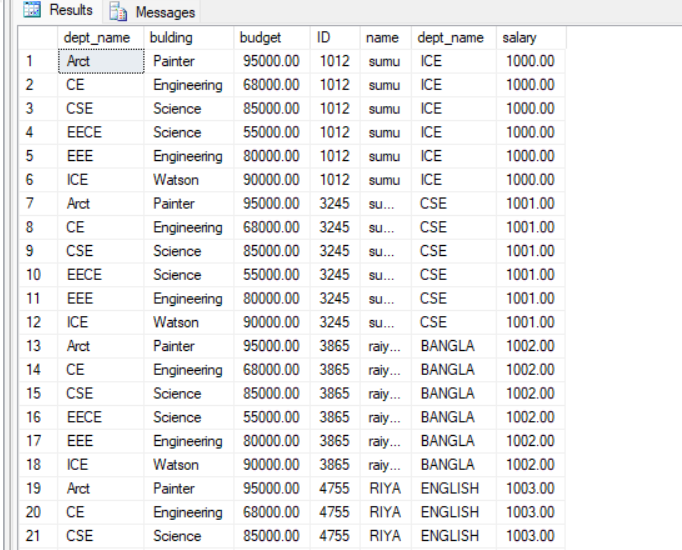 Results Messages
dept_name bulding budget ID name dept_name salary
1 Arct Painter 95000.00 1012 sumu ICE 1000.00
2 CE Engineering 68000.00 1012 sumu ICE 1000.00
3 CSE Science 85000.00 1012 sumu ICE 1000.00
4 EECE Science 55000.00 1012 sumu ICE 1000.00
5 EEE Engineering 80000.00 1012 sumu ICE 1000.00
6 ICE Watson 90000.00 1012 sumu ICE 1000.00
7 Arct Painter 95000.00 3245 su... CSE 1001.00
8 CE Engineering 68000.00 3245 su... CSE 1001.00
9 CSE Science 85000.00 3245 su... CSE 1001.00
10 EECE Science 55000.00 3245 su... CSE 1001.00
11 EEE Engineering 80000.00 3245 su... CSE 1001.00
12 ICE Watson 90000.00 3245 su... CSE 1001.00
13 Arct Painter 95000.00 3865 raiy... BANGLA 1002.00
14 CE Engineering 68000.00 3865 raiy... BANGLA 1002.00
15 CSE Science 85000.00 3865 raiy... BANGLA 1002.00
16 EECE Science 55000.00 3865 raiy... BANGLA 1002.00
17 EEE Engineering 80000.00 3865 raiy... BANGLA 1002.00
18 ICE Watson 90000.00 3865 raiy... BANGLA 1002.00
19 Arct Painter 95000.00 4755 RIYA ENGLISH 1003.00
20 CE Engineering 68000.00 4755 RIYA ENGLISH 1003.00
21 CSE Science 85000.00 4755 RIYA ENGLISH 1003.00